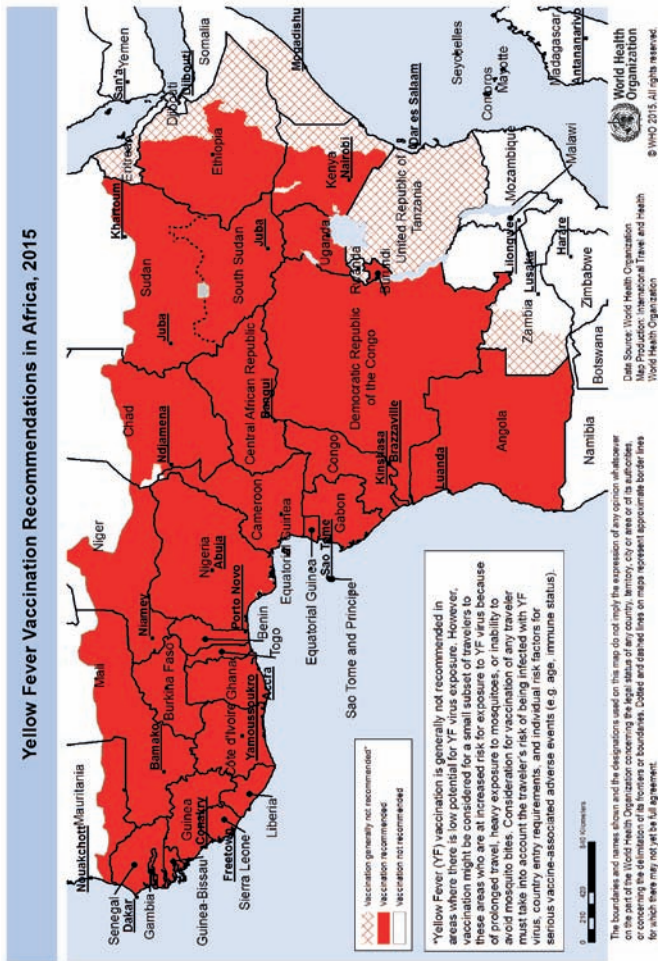 Yellow Fever Vaccination Recommendations in Africa, 2015
Nouakchott
Mauritania
Mali
Niger
Chad
Sudan
Khartoum
Eritrea
San'a
Yemen
Senegal
Dakar
Gambia
Bamako
Niamey
Ndjamena
Juba
Djibouti
Djibouti
Somalia
Guinea-Bissau
Guinea
Conakry
Burkina Faso
Nigeria
Abuja
South Sudan
Ethiopia
Freetown
Sierra Leone
Côte d'Ivoire
Ghana
Yamoussoukro
Accra
Porto Novo
Central African Republic
Bangui
Juba
Mogadishu
Liberia
Togo
Benin
Cameroon
Equatorial Guinea
Uganda
Kenya
Nairobi
Equatorial Guinea
Sao Tome
Gabon
Congo
Democratic Republic
of the Congo
Rwanda
Burundi
Sao Tome and Principe
Kinshasa
Brazzaville
United Republic of
Tanzania
Dar es Salaam
Seychelles
Luanda
Angola
Zambia
Lusaka
Lilongwe
Malawi
Mozambique
Comoros
Mayotte
Namibia
Botswana
Zimbabwe
Harare
Madagascar
Antananarivo
Vaccination generally not recommended*
Vaccination recommended
Vaccination not recommended
*Yellow Fever (YF) vaccination is generally not recommended in
areas where there is low potential for YF virus exposure. However,
vaccination might be considered for a small subset of travelers to
these areas who are at increased risk for exposure to YF virus because
of prolonged travel, heavy exposure to mosquitoes, or inability to
avoid mosquito bites. Consideration for vaccination of any traveler
must take into account the traveler's risk of being infected with YF
virus, country entry requirements, and individual risk factors for
serious vaccine-associated adverse events (e.g. age, immune status).
0 210 420 840 Kilometers
The boundaries and names shown and the designations used on this map do not imply the expression of any opinion whatsoever
on the part of the World Health Organization concerning the legal status of any country, territory, city or area or of its authorities,
or concerning the delimitation of its frontiers or boundaries. Dotted and dashed lines on maps represent approximate border lines
for which there may not yet be full agreement.
Data Source: World Health Organization
Map Production: International Travel and Health
World Health Organization
World Health
Organization
© WHO 2015. All rights reserved.